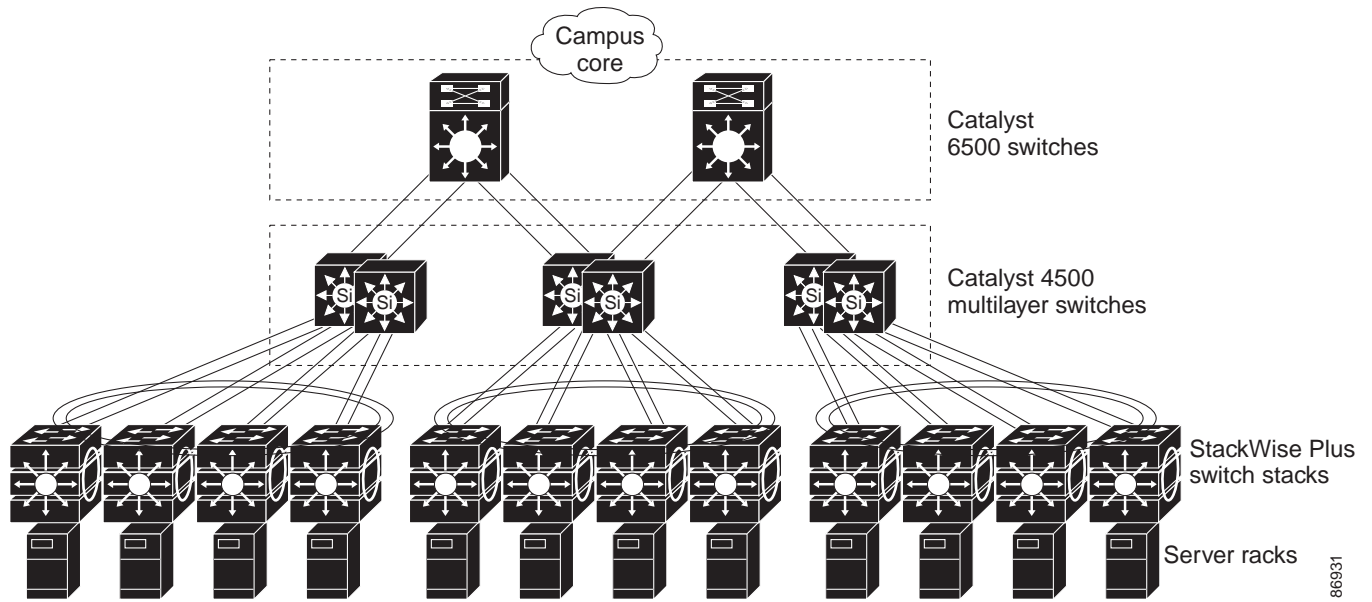 Campus
core
Catalyst
6500 switches
Si
Si
Si
Si
Si
Si
Catalyst 4500
multilayer switches
StackWise Plus
switch stacks
Server racks
86931